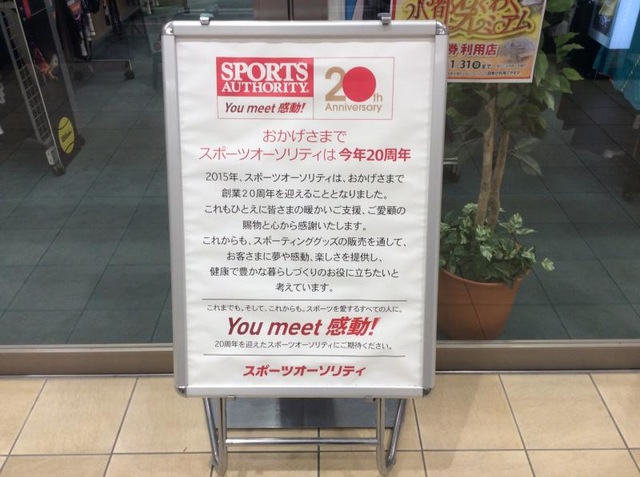 SPORTS
AUTHORITY
You meet 感動!
20th
Anniversary
おかげさまで
スポーツオーソリティは 今年20周年
2015年、スポーツオーソリティは、おかげさまで
創業20周年を迎えることとなりました。
これもひとえに皆さまの暖かいご支援、ご愛顧の
賜物と心から感謝いたします。
これからも、スポーティンググッズの販売を通して、
お客さまに夢や感動、楽しさを提供し、
健康で豊かな暮らしづくりのお役に立ちたいと
考えています。
これまでも、そして、これからも。スポーツを愛するすべての人に。
You meet 感動!
20周年を迎えたスポーツオーソリティにご期待ください。
スポーツオーソリティ
プレミアム
券利用店
1.31